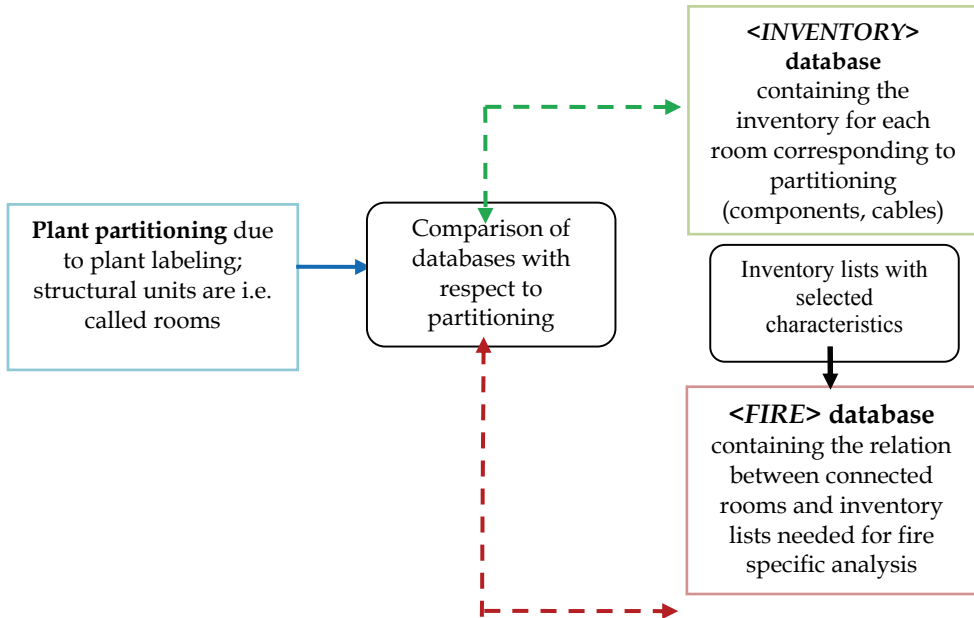 Plant partitioning due
to plant labeling;
structural units are i.e.
called rooms
Comparison of
databases with
respect to
partitioning
<INVENTORY>
database
containing the
inventory for each
room corresponding to
partitioning
(components, cables)
Inventory lists with
selected
characteristics
<FIRE> database
containing the relation
between connected
rooms and inventory
lists needed for fire
specific analysis